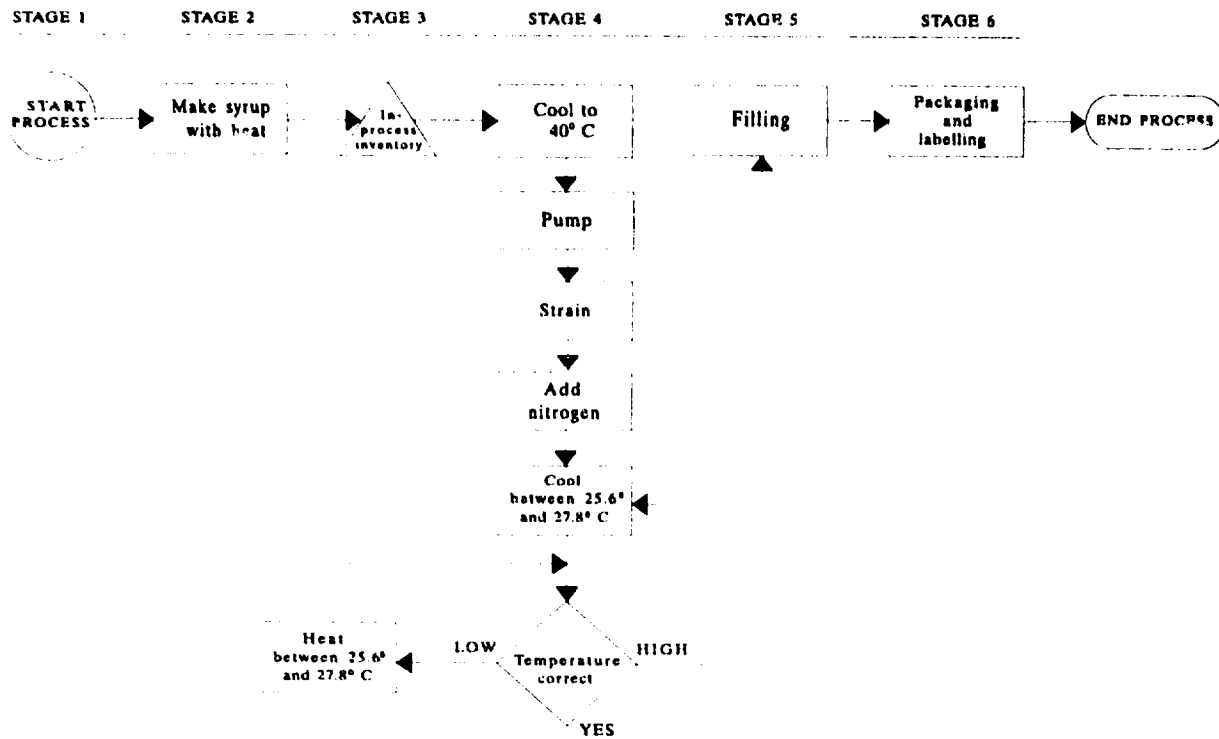 STAGE 1
STAGE 2
STAGE 3
STAGE 4
STAGE 5
STAGE 6
START
PROCESS
Make syrup
with heat
In-
process
inventory
Cool to
40° C
Filling
Packaging
and
labelling
END PROCESS
Pump
Strain
Add
nitrogen
Cool
between 25.6°
and 27.8° C
Heat
between 25.6°
and 27.8° C
LOW
Temperature
correct
HIGH
YES